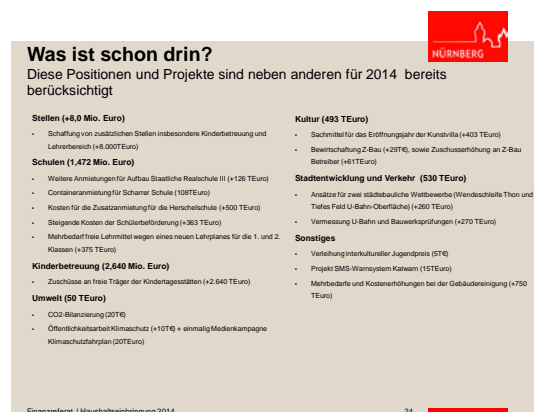 NÜRNBERG
Was ist schon drin?
Diese Positionen und Projekte sind neben anderen für 2014 bereits
berücksichtigt
Stellen (+8,0 Mio. Euro)
• Schaffung von zusätzlichen Stellen insbesondere Kinderbetreuung und
Lehrerbereich (+8.000TEuro)
Schulen (1,472 Mio. Euro)
• Weitere Anmietungen für Aufbau Staatliche Realschule III (+126 TEuro)
• Containeranmietung für Scharrer Schule (108TEuro)
• Kosten für die Zusatzanmietung für die Herschelschule (+500 TEuro)
• Steigende Kosten der Schülerbeförderung (+363 TEuro)
• Mehrbedarf freie Lehrmittel wegen eines neuen Lehrplanes für die 1. und 2.
Klassen (+375 TEuro)
Kinderbetreuung (2,640 Mio. Euro)
• Zuschüsse an freie Träger der Kindertagesstätten (+2.640 TEuro)
Umwelt (50 TEuro)
• CO2-Bilanzierung (20T€)
• Öffentlichkeitsarbeit Klimaschutz (+10T€) + einmalig Medienkampagne
Klimaschutzfahrplan (20TEuro)
Kultur (493 TEuro)
• Sachmittel für das Eröffnungsjahr der Kunstvilla (+403 TEuro)
• Bewirtschaftung Z-Bau (+29T€), sowie Zuschusserhöhung an Z-Bau
Betreiber (+61TEuro)
Stadtentwicklung und Verkehr (530 TEuro)
• Ansätze für zwei städtebauliche Wettbewerbe (Wendeschleife Thon und
Tiefes Feld U-Bahn-Oberfläche) (+260 TEuro)
• Vermessung U-Bahn und Bauwerksprüfungen (+270 TEuro)
Sonstiges
• Verleihung interkultureller Jugendpreis (5T€)
• Projekt SMS-Warnsystem Katwarn (15TEuro)
• Mehrbedarfe und Kostenerhöhungen bei der Gebäudereinigung (+750
TEuro)
Finanzreferat | Haushaltseinbringung 2014
24